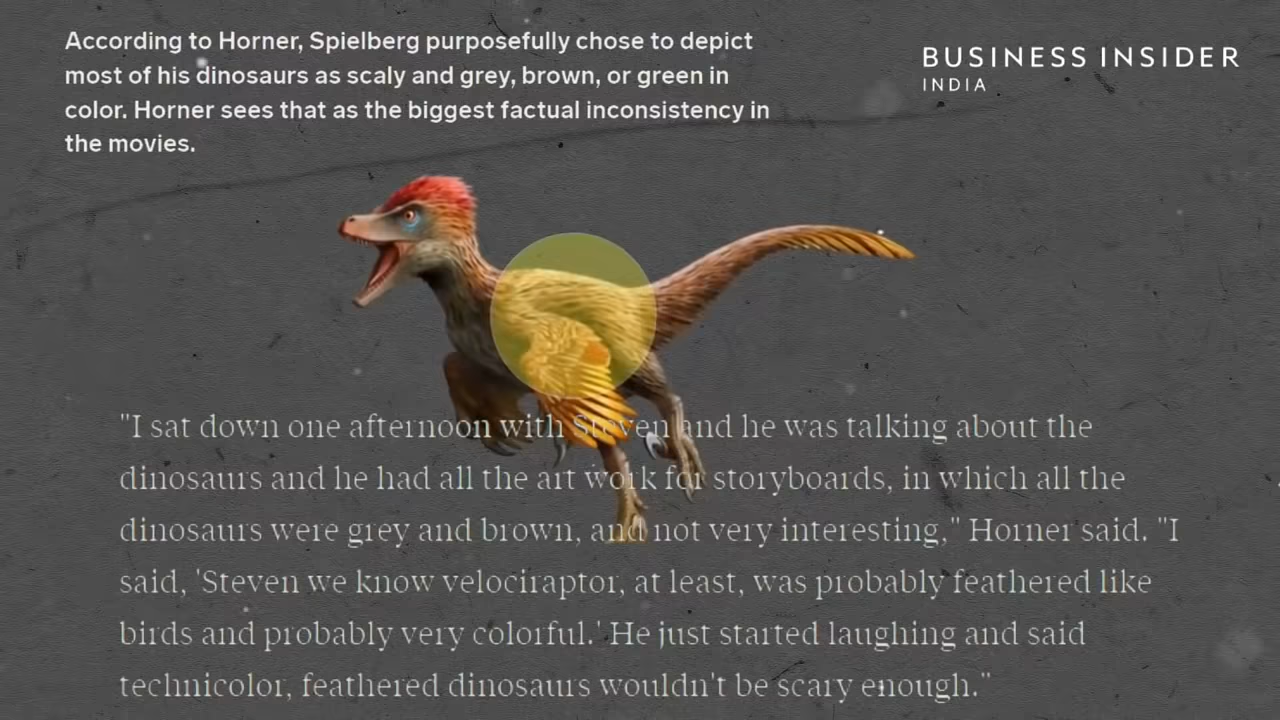 According to Horner, Spielberg purposefully chose to depict
most of his dinosaurs as scaly and grey, brown, or green in
color. Horner sees that as the biggest factual inconsistency in
the movies.
BUSINESS INSIDER
INDIA
"I sat down one afternoon with Steven and he was talking about the
dinosaurs and he had all the art work for storyboards, in which all the
dinosaurs were grey and brown, and not very interesting," Horner said. "I
said, 'Steven we know velociraptor, at least, was probably feathered like
birds and probably very colorful.' He just started laughing and said
technicolor, feathered dinosaurs wouldn't be scary enough."